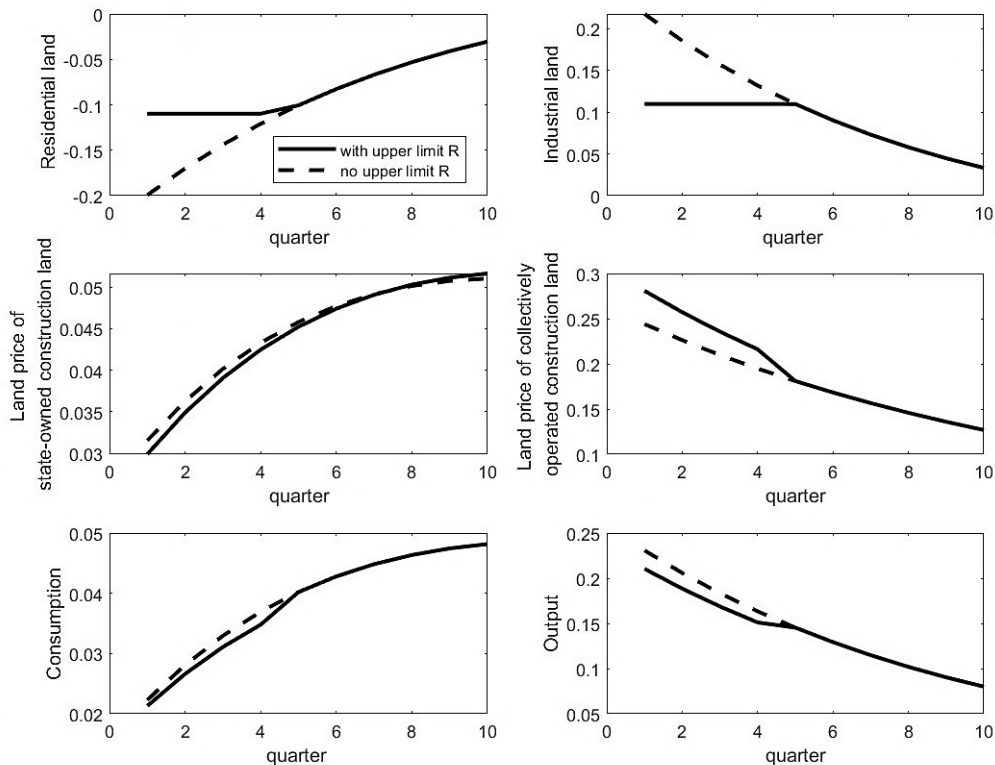 0
-0.05
-0.1
-0.15
-0.2
Residential land
with upper limit R
no upper limit R
0 2 4 6 8 10
quarter
0.2
0.15
0.1
0.05
0
Industrial land
0 2 4 6 8 10
quarter
0.05
0.045
0.04
0.035
0.03
Land price of
state-owned construction land
0 2 4 6 8 10
quarter
0.3
0.25
0.2
0.15
0.1
Land price of collectively
operated construction land
0 2 4 6 8 10
quarter
0.05
0.04
0.03
0.02
Consumption
0 2 4 6 8 10
quarter
0.25
0.2
0.15
0.1
0.05
Output
0 2 4 6 8 10
quarter